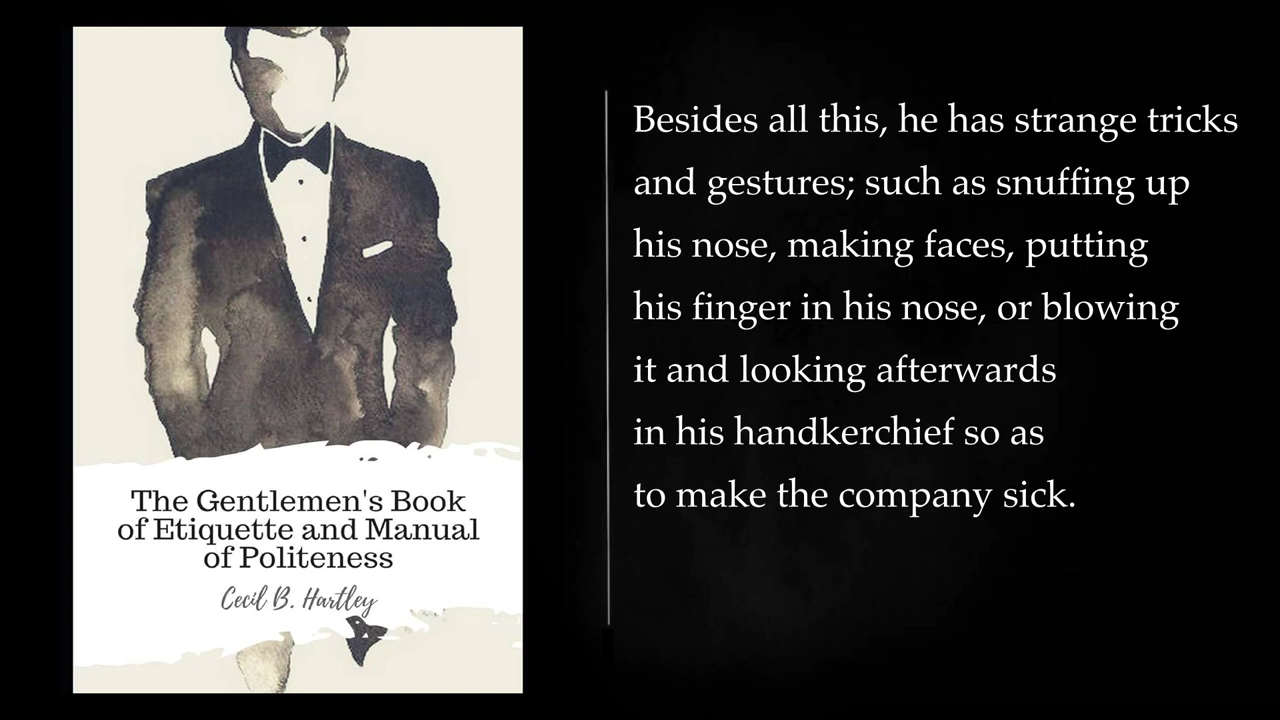 The Gentlemen's Book
of Etiquette and Manual
of Politeness
Cecil B. Hartley
Besides all this, he has strange tricks
and gestures; such as snuffing up
his nose, making faces, putting
his finger in his nose, or blowing
it and looking afterwards
in his handkerchief so as
to make the company sick.